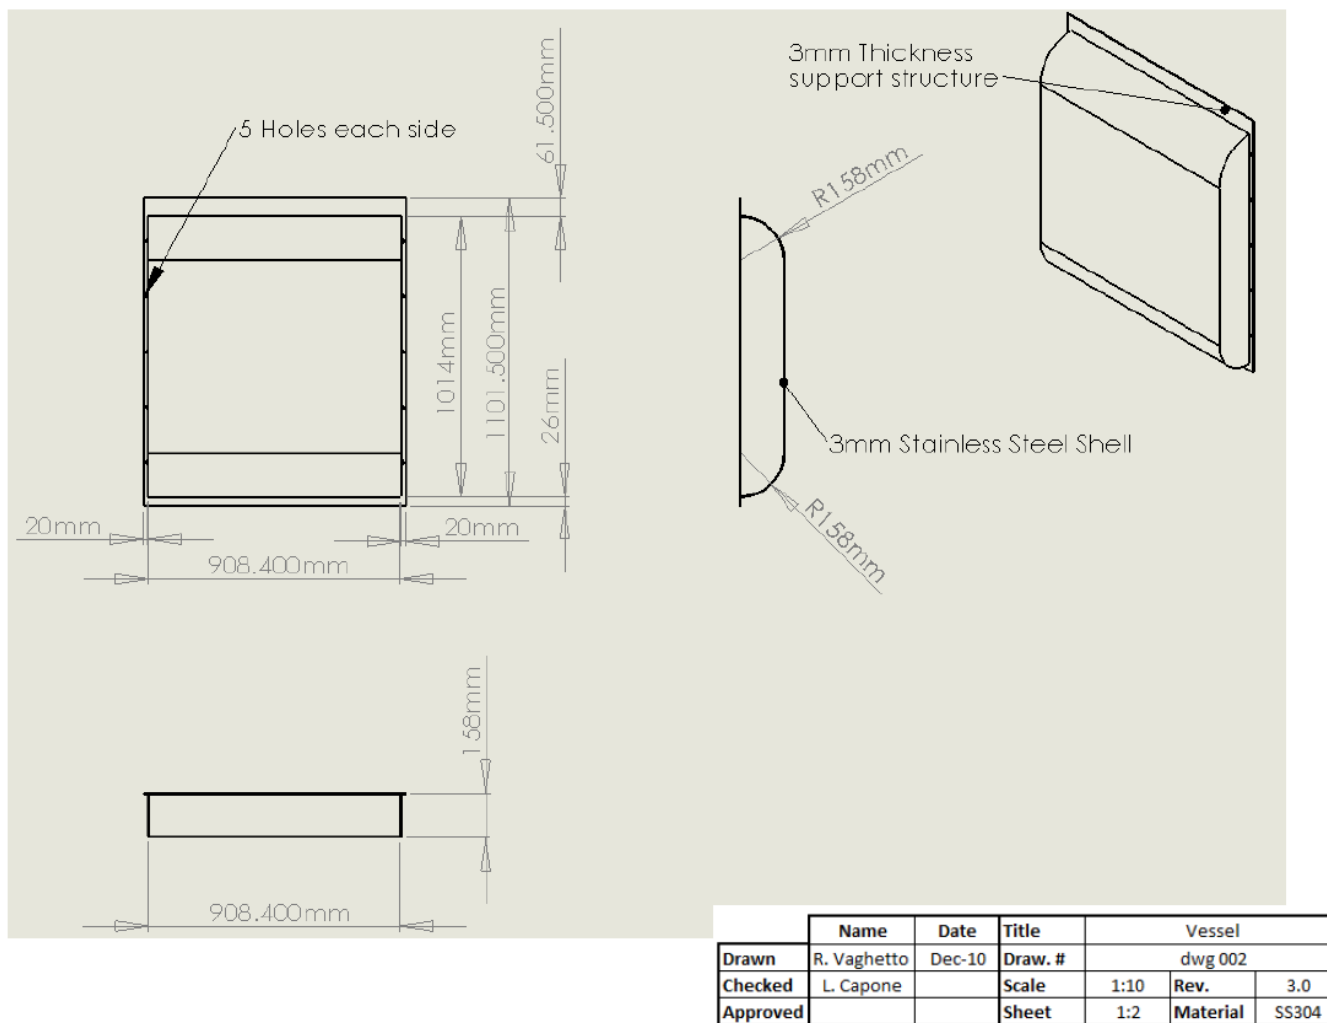 3mm Thickness
support structure
5 Holes each side
61.500mm
R158mm
1014mm
1101.500mm
26mm
3mm Stainless Steel Shell
R158mm
20mm
20mm
908.400mm
158mm
908.400mm
Name Date Title Vessel
Drawn R. Vaghetto Dec-10 Draw. # dwg 002
Checked L. Capone Scale 1:10 Rev. 3.0
Approved Sheet 1:2 Material SS304